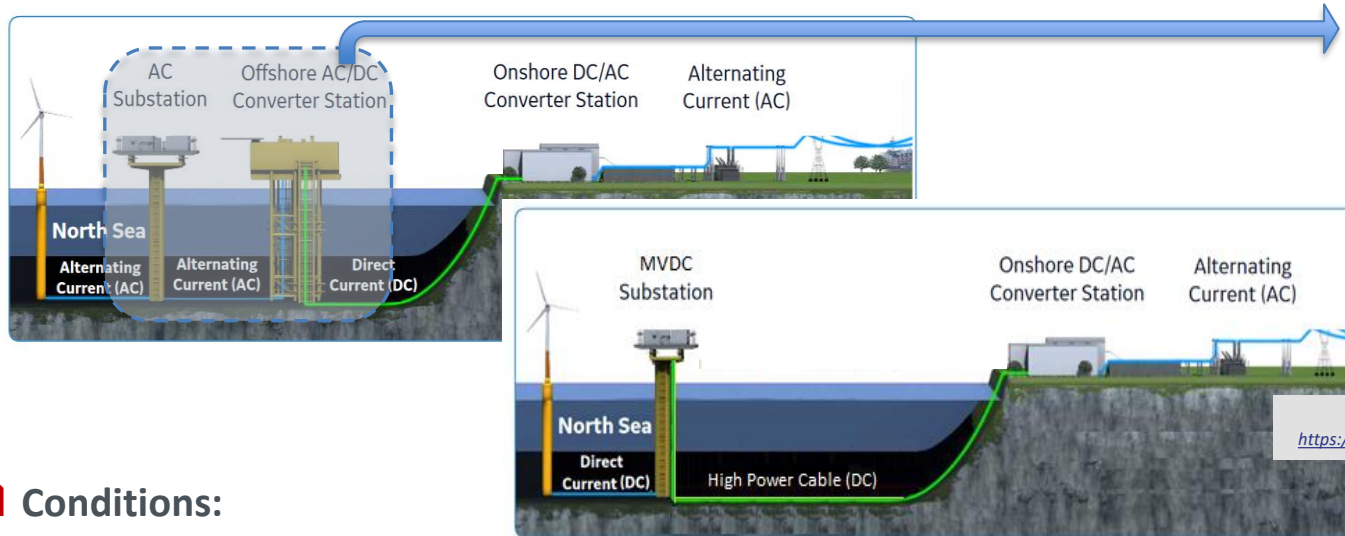 AC
Substation
Offshore AC/DC
Converter Station
Onshore DC/AC
Converter Station
Alternating
Current (AC)
North Sea
Alternating
Current (AC)
Alternating
Current (AC)
Direct
Current (DC)
MVDC
Substation
Onshore DC/AC
Converter Station
Alternating
Current (AC)
North Sea
Direct
Current (DC)
High Power Cable (DC)
https:/
Conditions: